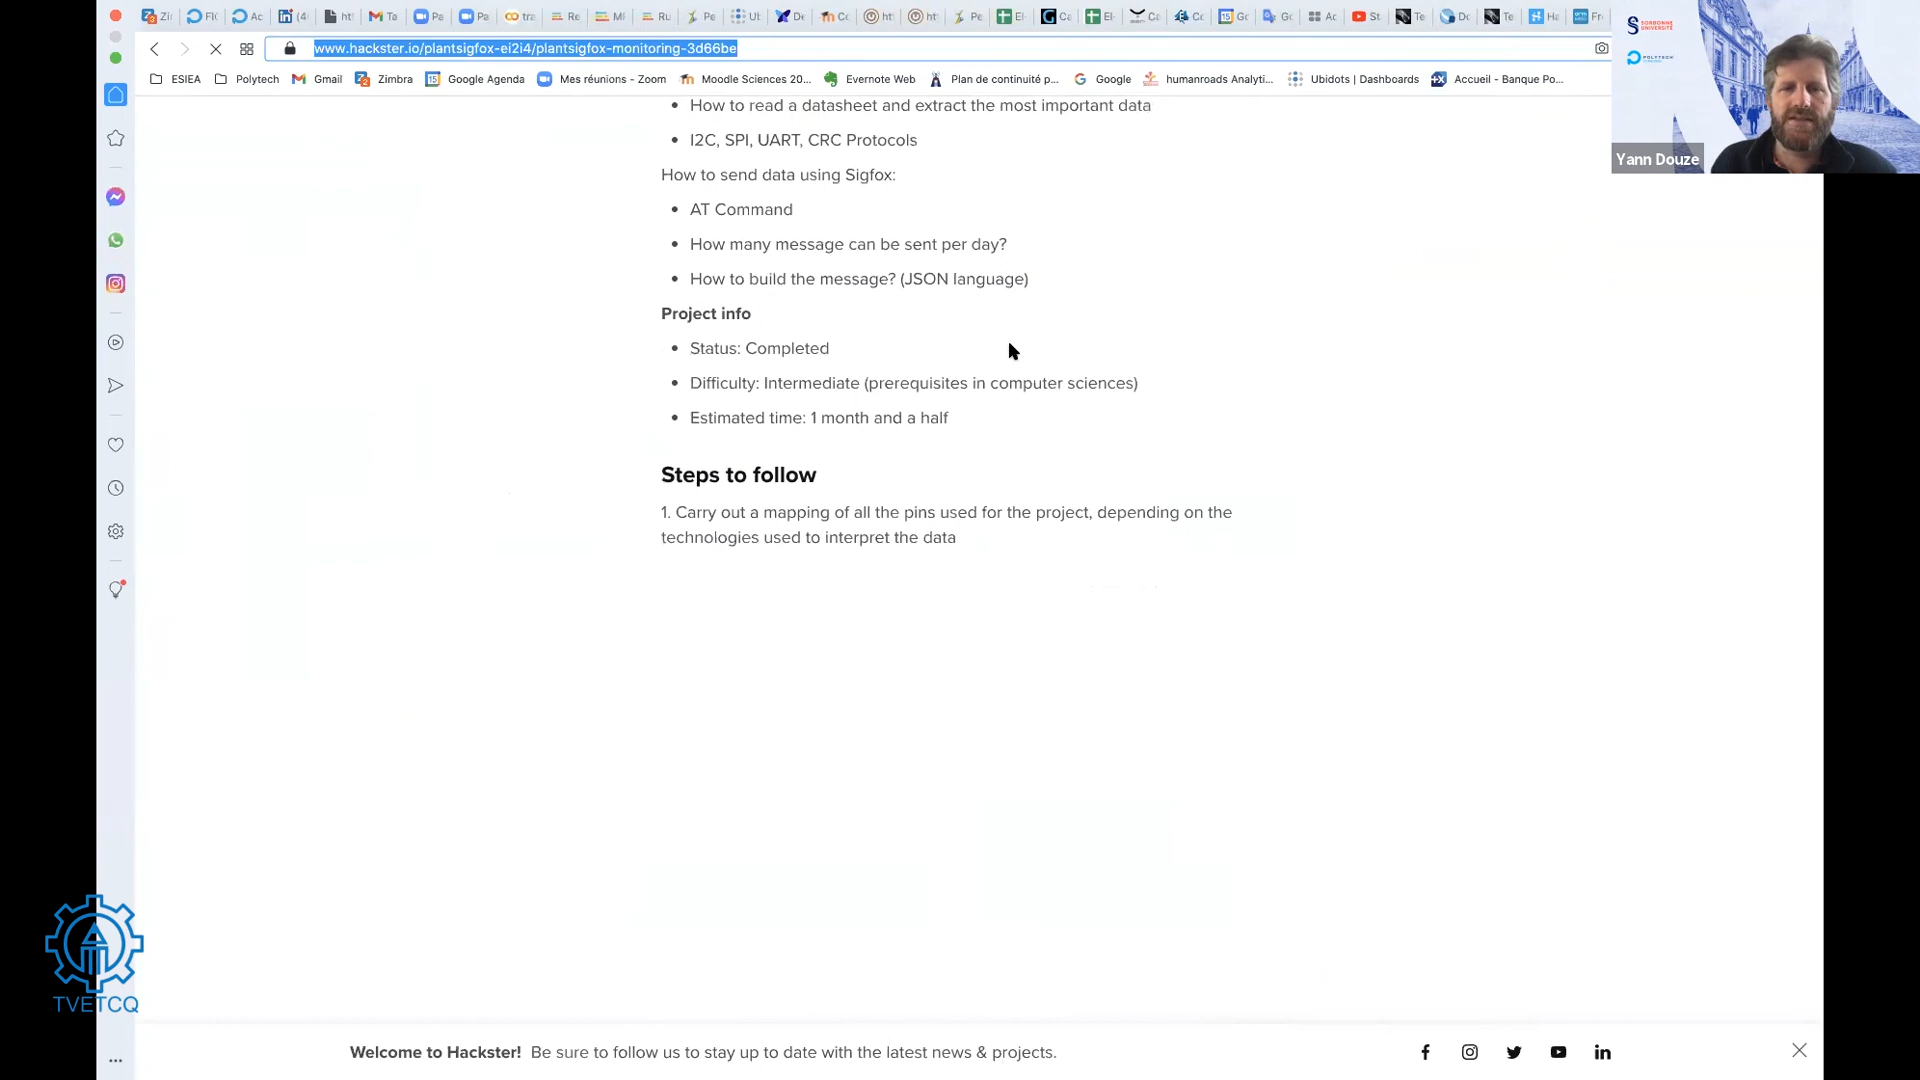 www.hackster.io/plantsigfox-ei2i4/plantsigfox-monitoring-3d66be
ESIEA Polytech Gmail Zimbra Google Agenda Mes réunions - Zoom Moodle Sciences 20... Evernote Web Plan de continuité p... Google humanroads Analyti... Ubidots | Dashboards Accueil - Banque Po...
SORBONNE UNIVERSITÉ
POLYTECH
Yann Douze
• How to read a datasheet and extract the most important data
• I2C, SPI, UART, CRC Protocols
How to send data using Sigfox:
• AT Command
• How many message can be sent per day?
• How to build the message? (JSON language)
Project info
• Status: Completed
• Difficulty: Intermediate (prerequisites in computer sciences)
• Estimated time: 1 month and a half
Steps to follow
1. Carry out a mapping of all the pins used for the project, depending on the
technologies used to interpret the data
TVETCQ
Welcome to Hackster! Be sure to follow us to stay up to date with the latest news & projects.